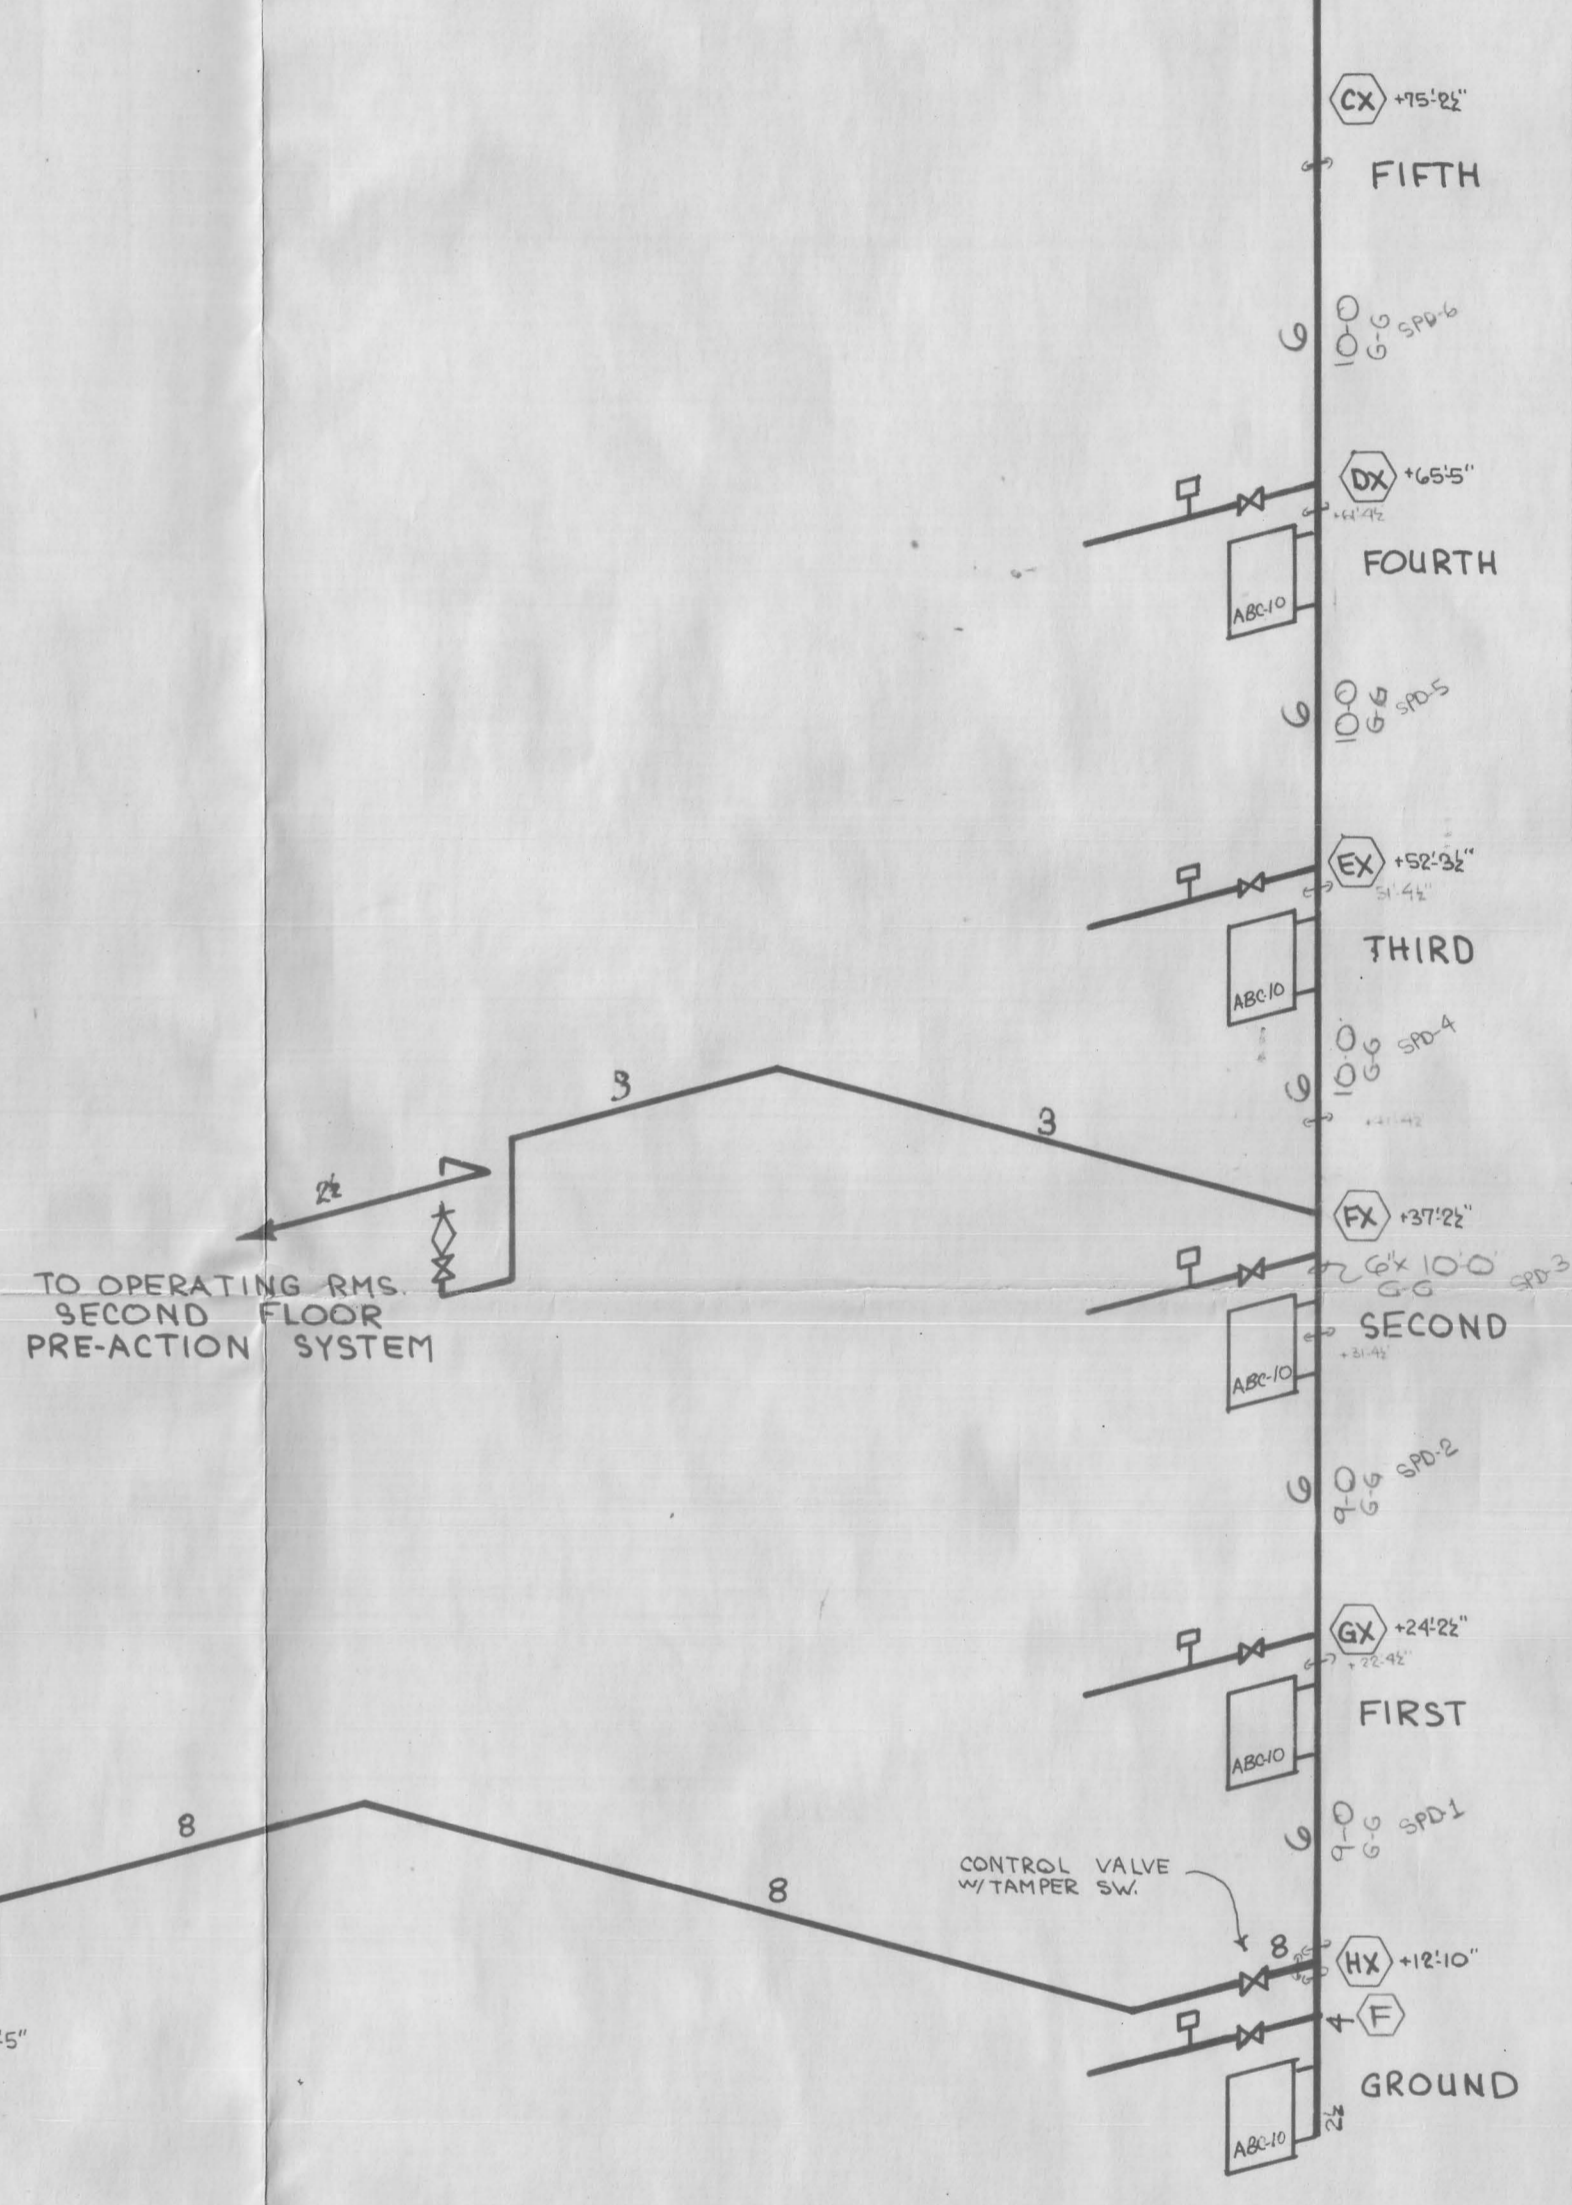 CX +75'-2½"
FIFTH
6
10-0
G-G
SPD-6
DX +65'5"
+61'-4½
FOURTH
ABC-10
6
10-0
G-G
SPD-5
EX +52'-3½"
51'-4½"
THIRD
ABC-10
6
10-0
G-G
SPD-4
3
3
2½
TO OPERATING RMS.
SECOND FLOOR
PRE-ACTION SYSTEM
FX +37'-2½"
6"x 10'-0
G-G
SPD-3
SECOND
+31-4½"
ABC-10
6
9-0
G-G
SPD-2
GX +24'-2½"
+22-4½"
FIRST
ABC-10
6
9-0
G-G
SPD-1
8
8
CONTROL VALVE
W/TAMPER SW.
8
HX +12'-10"
4 F
-5"
GROUND
2½
ABC-10